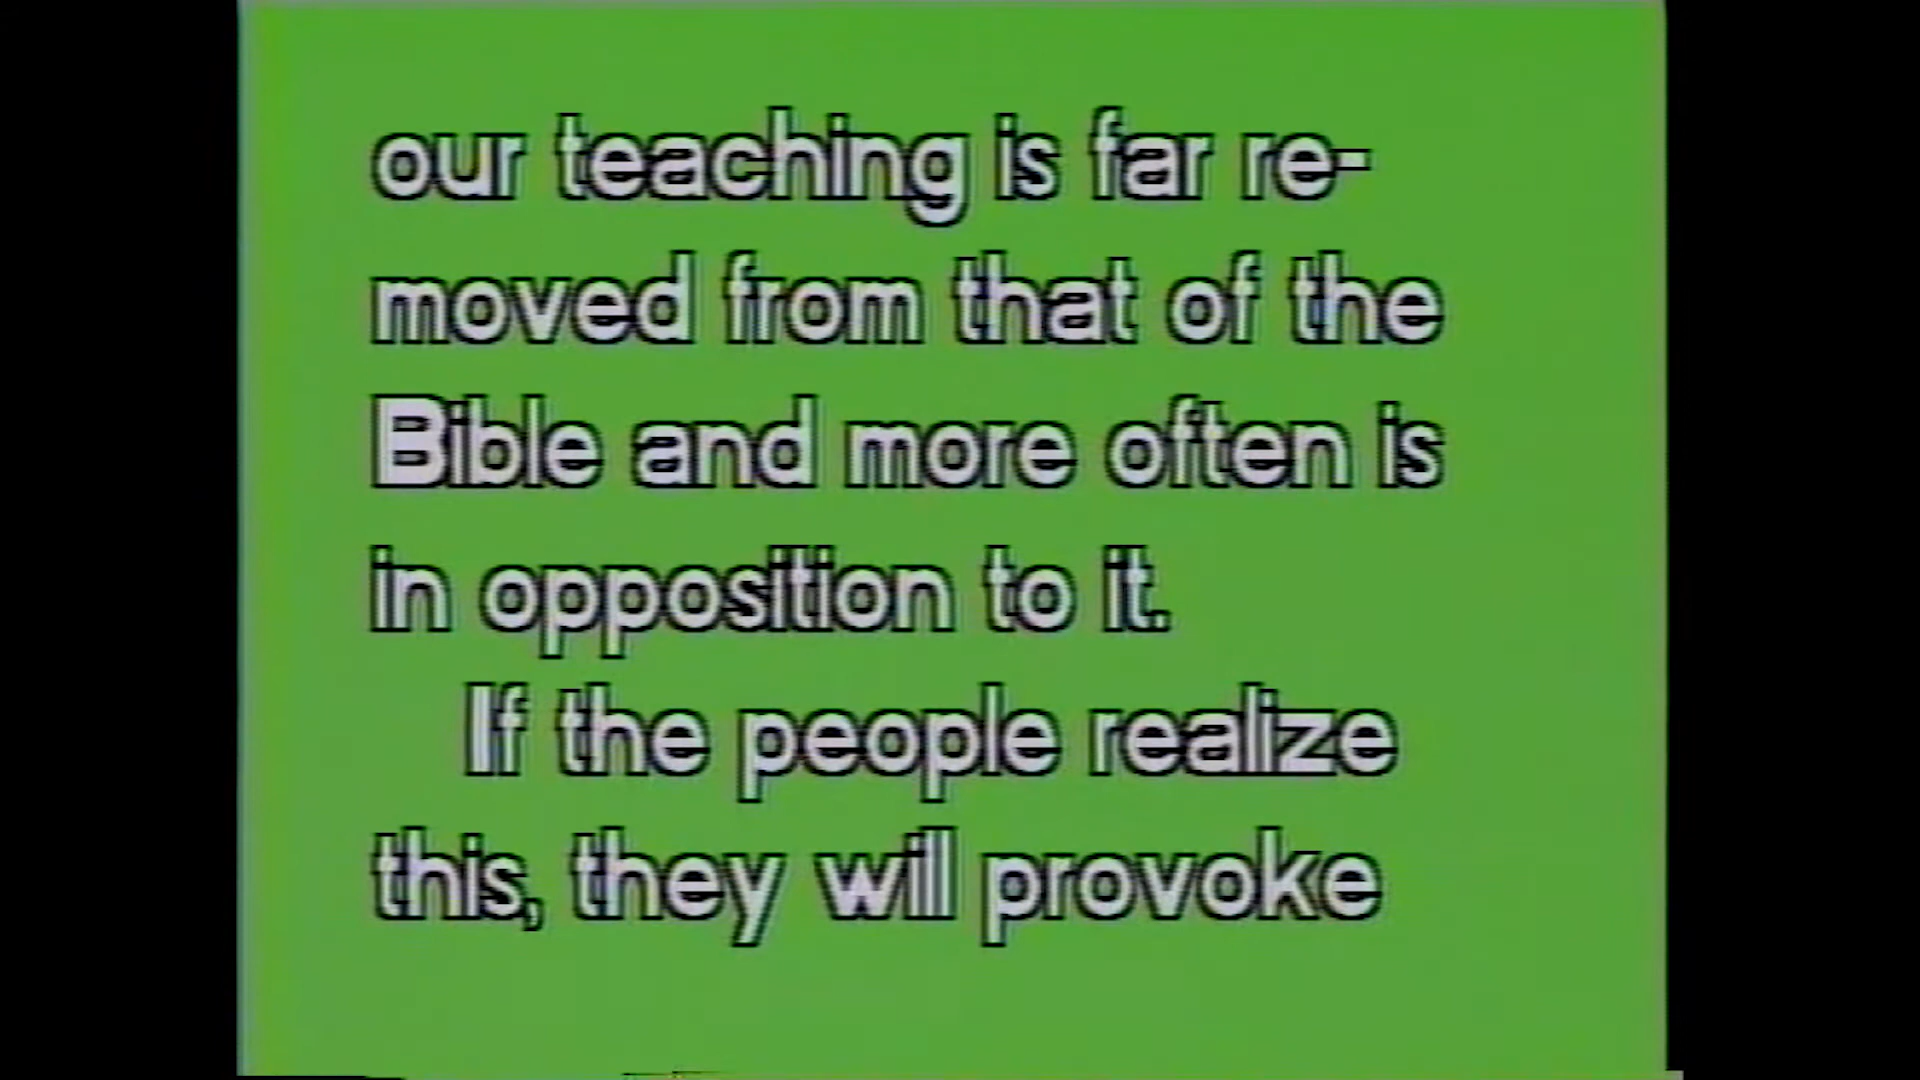 our teaching is far re-
moved from that of the
Bible and more often is
in opposition to it.
If the people realize
this, they will provoke